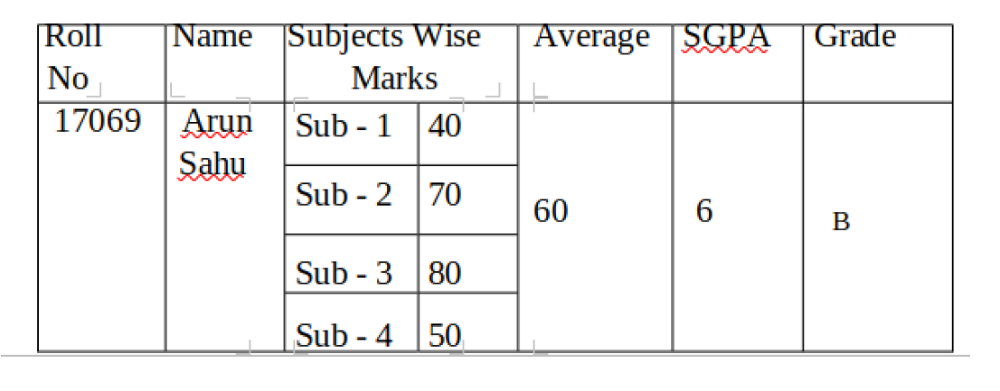 Roll No
Name
Subjects Wise Marks
Average
SGPA
Grade
17069
Arun Sahu
Sub - 1 40
Sub - 2 70
Sub - 3 80
Sub - 4 50
60
6
B